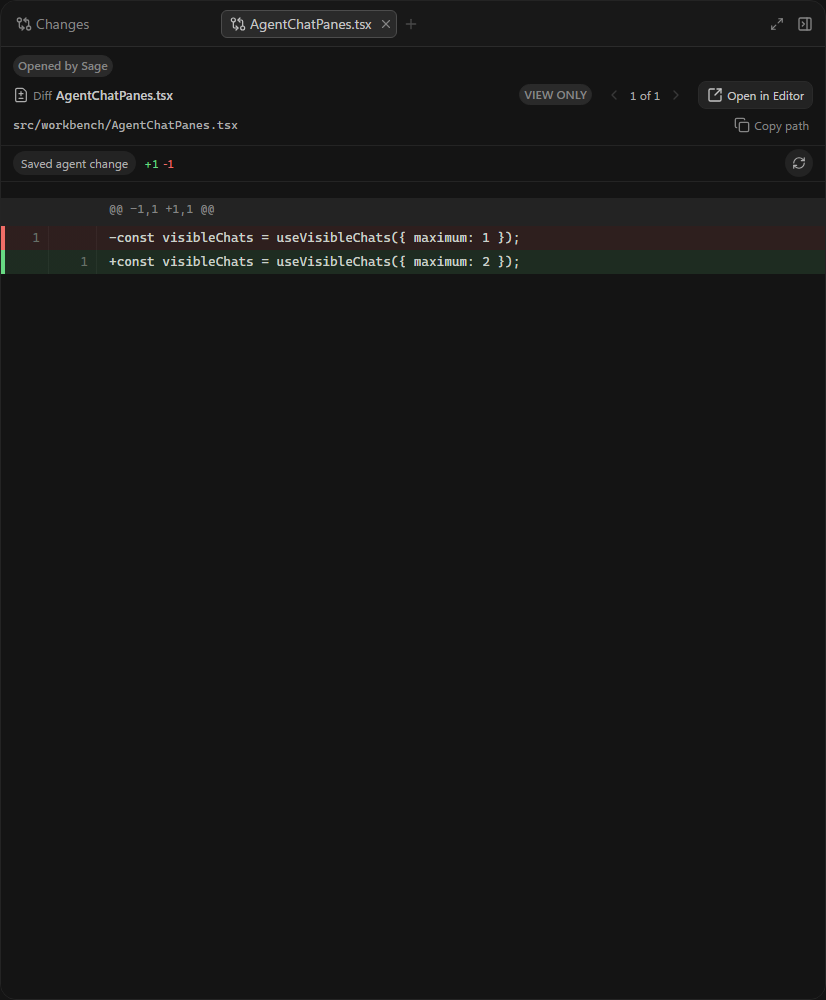 Changes
AgentChatPanes.tsx
Opened by Sage
Diff AgentChatPanes.tsx
VIEW ONLY
1 of 1
Open in Editor
src/workbench/AgentChatPanes.tsx
Copy path
Saved agent change +1 -1
@@ −1,1 +1,1 @@
1 −const visibleChats = useVisibleChats({ maximum: 1 });
1 +const visibleChats = useVisibleChats({ maximum: 2 });